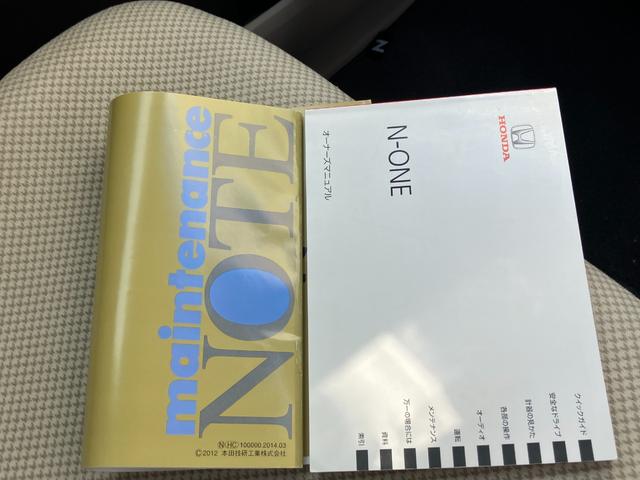 maintenance
NOTE
NHC 100000.2014.03
©2012 本田技研工業株式会社
HONDA
N-ONE
オーナーズマニュアル
クイックガイド
安全なドライブ
計器の見かた
各部の操作
オーディオ
運転
メンテナンス
万一の場合には
資料
索引
N